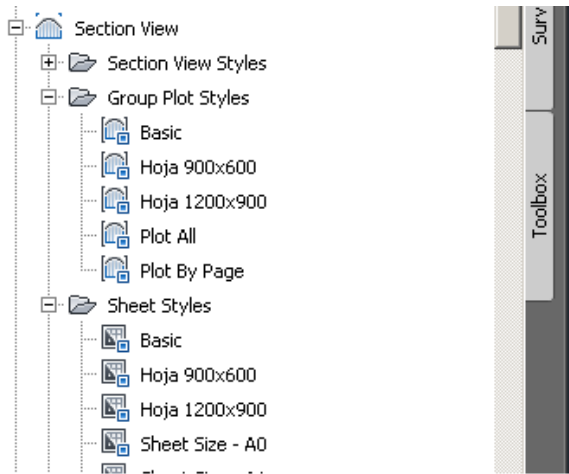 Section View
Section View Styles
Group Plot Styles
Basic
Hoja 900x600
Hoja 1200x900
Plot All
Plot By Page
Sheet Styles
Basic
Hoja 900x600
Hoja 1200x900
Sheet Size - A0
Surv
Toolbox